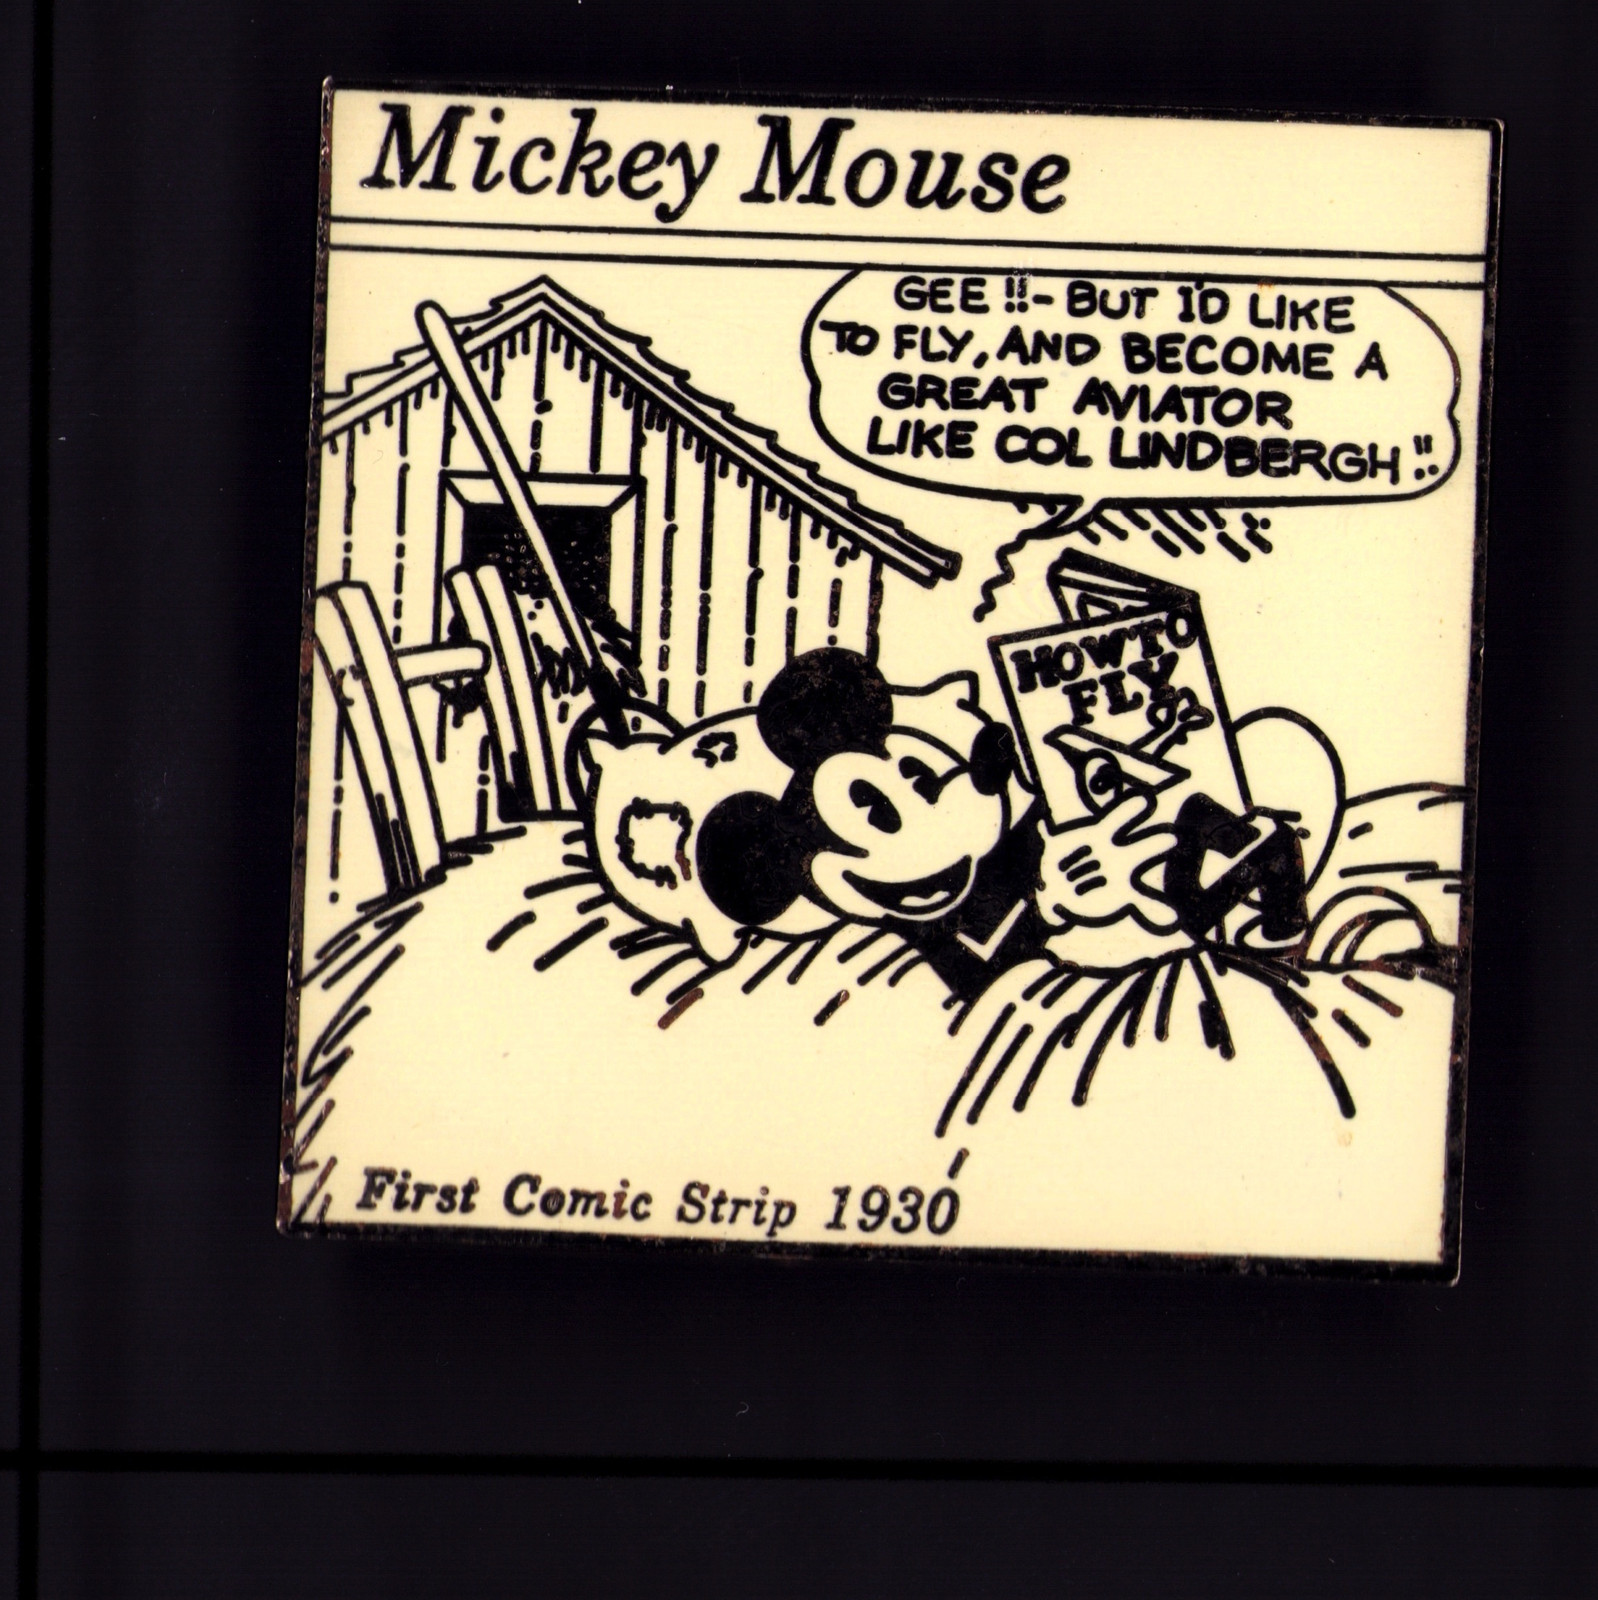 Mickey Mouse
GEE !!- BUT I'D LIKE
TO FLY, AND BECOME A
GREAT AVIATOR
LIKE COL LINDBERGH !!
HOW TO
FLY
First Comic Strip 1930